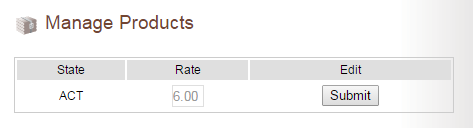 Manage Products
State Rate Edit
ACT 6.00 Submit